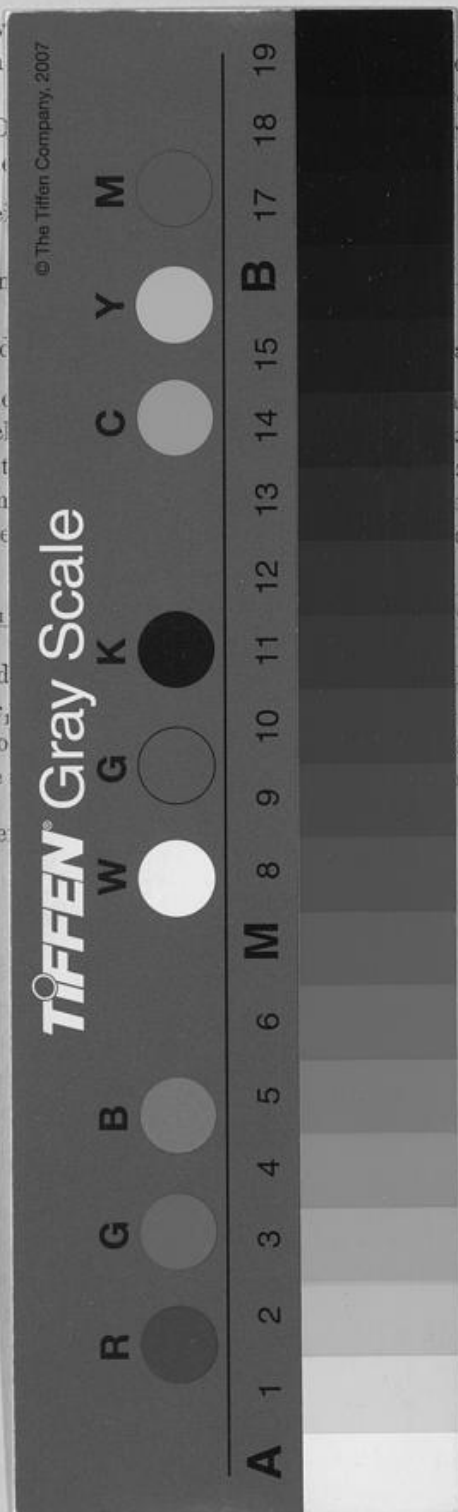 TIFFEN® Gray Scale
© The Tiffen Company, 2007
R G B W G K C Y M
A 1 2 3 4 5 6 M 8 9 10 11 12 13 14 15 B 17 18 19